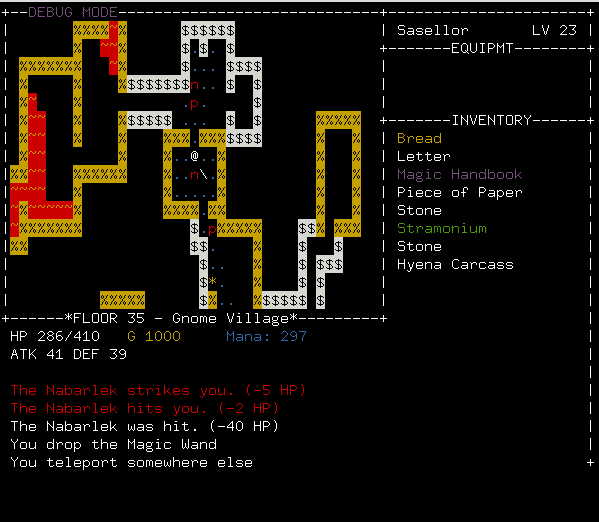 DEBUG MODE
Sasellor LV 23
EQUIPMT
INVENTORY
Bread
Letter
Magic Handbook
Piece of Paper
Stone
Stramonium
Stone
Hyena Carcass
*FLOOR 35 - Gnome Village*
HP 286/410 G 1000 Mana: 297
ATK 41 DEF 39
The Nabarlek strikes you. (-5 HP)
The Nabarlek hits you. (-2 HP)
The Nabarlek was hit. (-40 HP)
You drop the Magic Wand
You teleport somewhere else